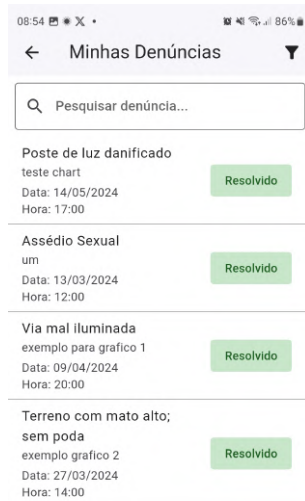 08:54 86%
Minhas Denúncias
Pesquisar denúncia...
Poste de luz danificado
teste chart
Data: 14/05/2024
Hora: 17:00
Resolvido
Assédio Sexual
um
Data: 13/03/2024
Hora: 12:00
Resolvido
Via mal iluminada
exemplo para grafico 1
Data: 09/04/2024
Hora: 20:00
Resolvido
Terreno com mato alto;
sem poda
exemplo grafico 2
Data: 27/03/2024
Hora: 14:00
Resolvido